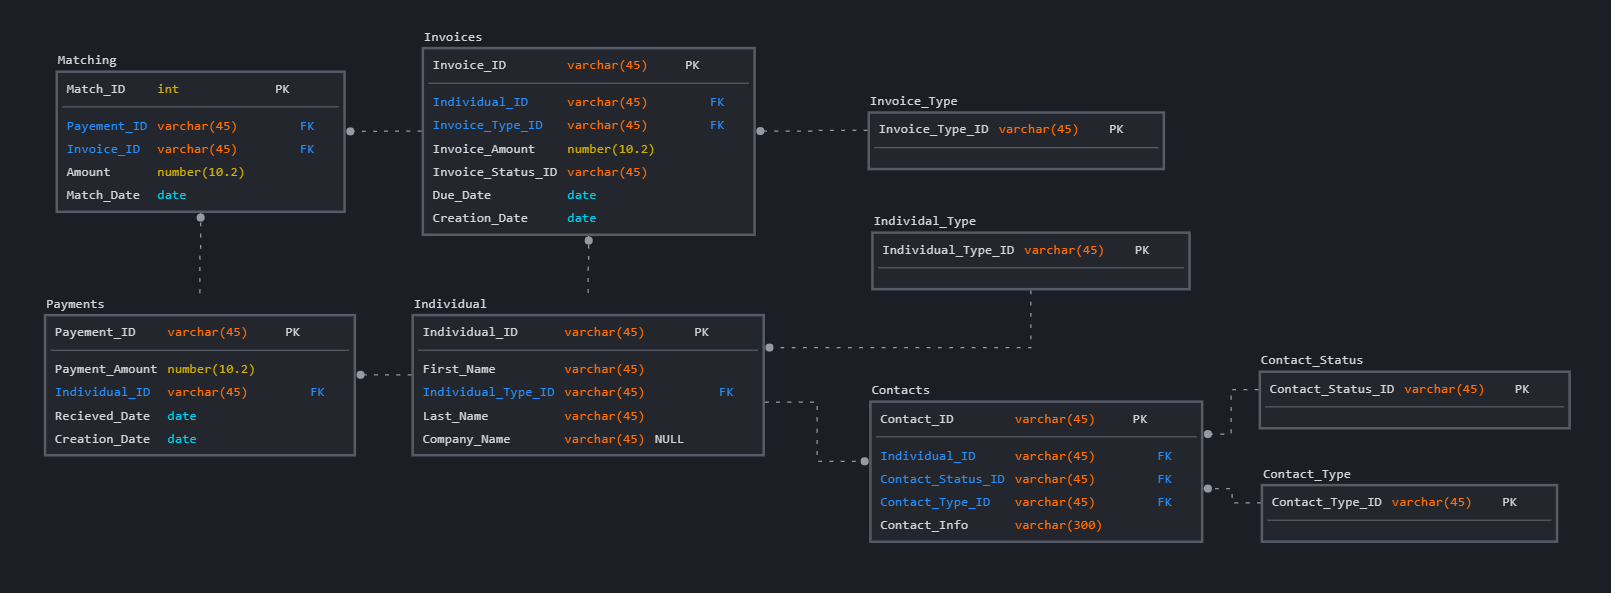 Matching
Match_ID int PK
Payement_ID varchar(45) FK
Invoice_ID varchar(45) FK
Amount number(10.2)
Match_Date date
Invoices
Invoice_ID varchar(45) PK
Individual_ID varchar(45) FK
Invoice_Type_ID varchar(45) FK
Invoice_Amount number(10.2)
Invoice_Status_ID varchar(45)
Due_Date date
Creation_Date date
Invoice_Type
Invoice_Type_ID varchar(45) PK
Individal_Type
Individual_Type_ID varchar(45) PK
Payments
Payement_ID varchar(45) PK
Payment_Amount number(10.2)
Individual_ID varchar(45) FK
Recieved_Date date
Creation_Date date
Individual
Individual_ID varchar(45) PK
First_Name varchar(45)
Individual_Type_ID varchar(45) FK
Last_Name varchar(45)
Company_Name varchar(45) NULL
Contacts
Contact_ID varchar(45) PK
Individual_ID varchar(45) FK
Contact_Status_ID varchar(45) FK
Contact_Type_ID varchar(45) FK
Contact_Info varchar(300)
Contact_Status
Contact_Status_ID varchar(45) PK
Contact_Type
Contact_Type_ID varchar(45) PK